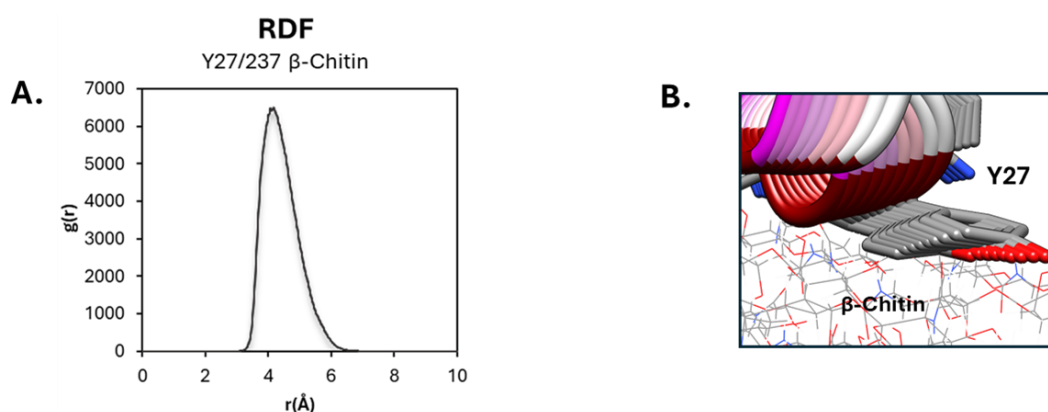 RDF
Y27/237 β-Chitin
A.
7000
6000
5000
4000
3000
2000
1000
0
g(r)
0 2 4 6 8 10
r(Å)
B.
Y27
β-Chitin